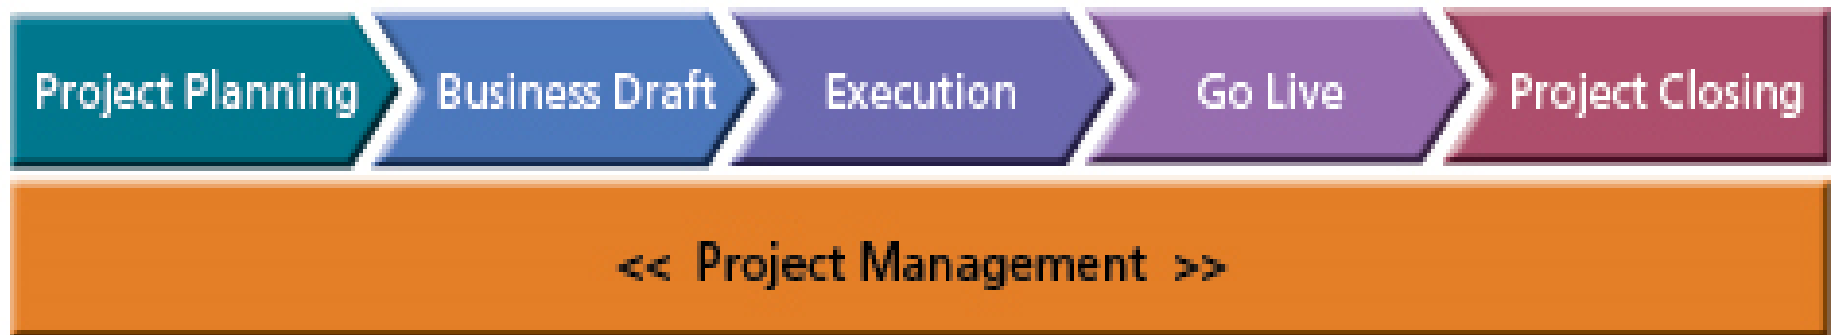 Project Planning Business Draft Execution Go Live Project Closing
<< Project Management >>